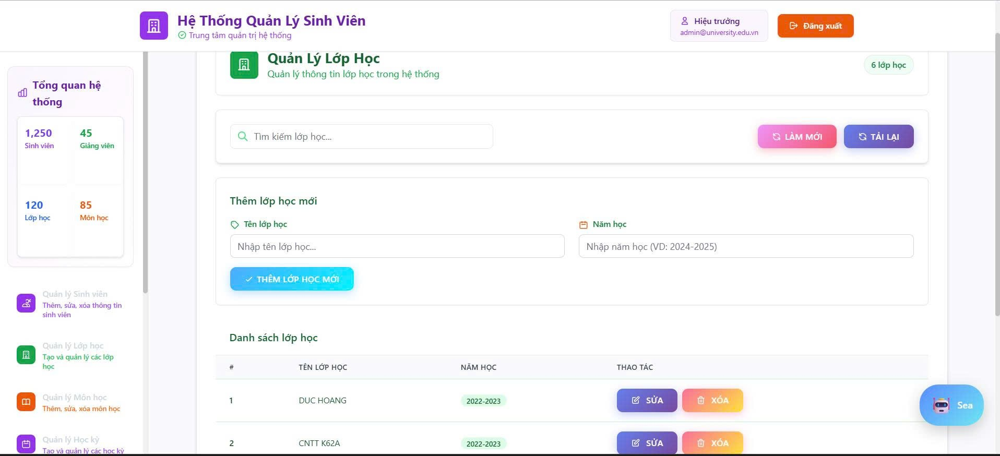 Hệ Thống Quản Lý Sinh Viên
Trung tâm quản trị hệ thống
Hiệu trưởng
admin@university.edu.vn
Đăng xuất
Tổng quan hệ
thống
1,250
Sinh viên
45
Giảng viên
120
Lớp học
85
Môn học
Quản lý Sinh viên
Thêm, sửa, xóa thông tin
sinh viên
Quản lý Lớp học
Tạo và quản lý các lớp
học
Quản lý Môn học
Thêm, sửa, xóa môn học
Quản lý Học kỳ
Tạo và quản lý các học kỳ
Quản Lý Lớp Học
Quản lý thông tin lớp học trong hệ thống
6 lớp học
Tìm kiếm lớp học...
LÀM MỚI
TẢI LẠI
Thêm lớp học mới
Tên lớp học
Năm học
Nhập tên lớp học...
Nhập năm học (VD: 2024-2025)
THÊM LỚP HỌC MỚI
Danh sách lớp học
# TÊN LỚP HỌC NĂM HỌC THAO TÁC
1 DUC HOANG 2022-2023 SỬA XÓA
2 CNTT K62A 2022-2023 SỬA XÓA
Sea